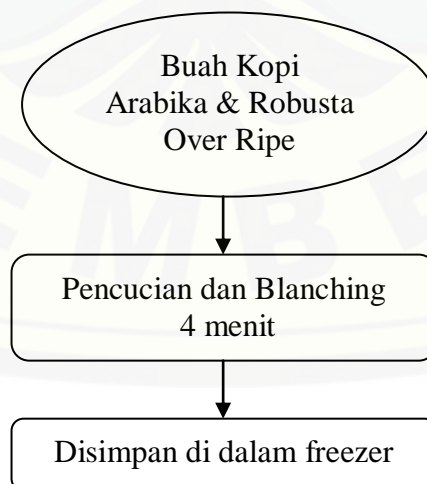 Buah Kopi
Arabika & Robusta
Over Ripe
Pencucian dan Blanching
4 menit
Disimpan di dalam freezer